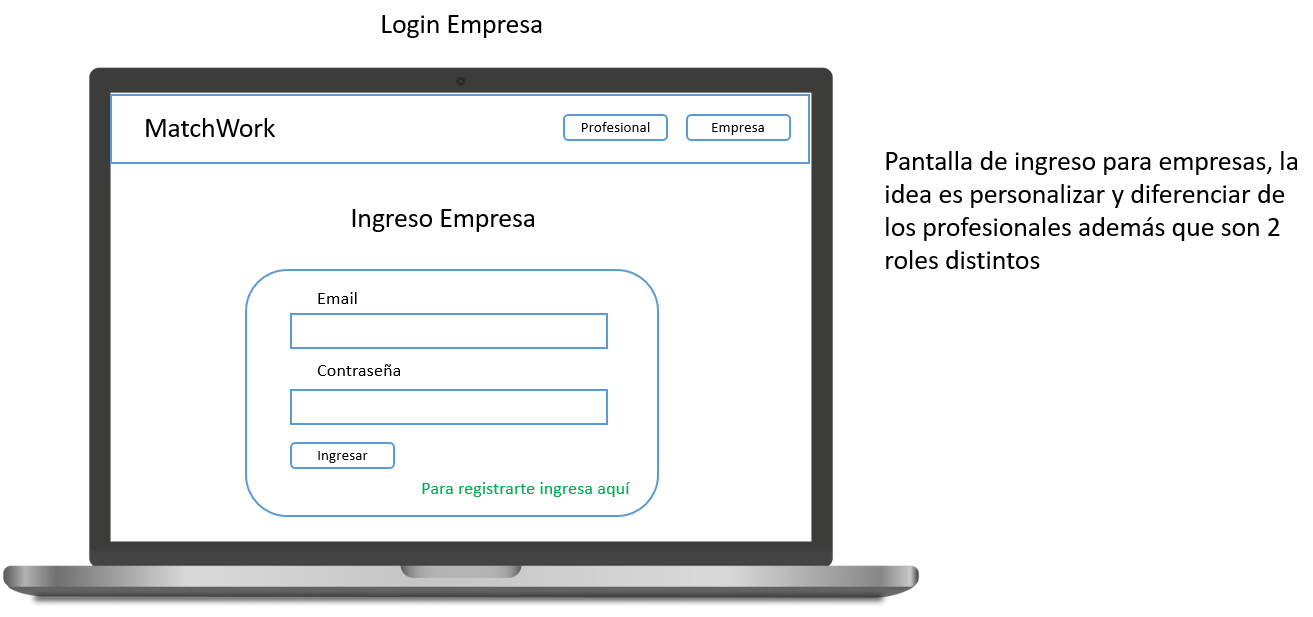 Login Empresa
MatchWork
Profesional
Empresa
Pantalla de ingreso para empresas, la
idea es personalizar y diferenciar de
los profesionales además que son 2
roles distintos
Ingreso Empresa
Email
Contraseña
Ingresar
Para registrarte ingresa aquí